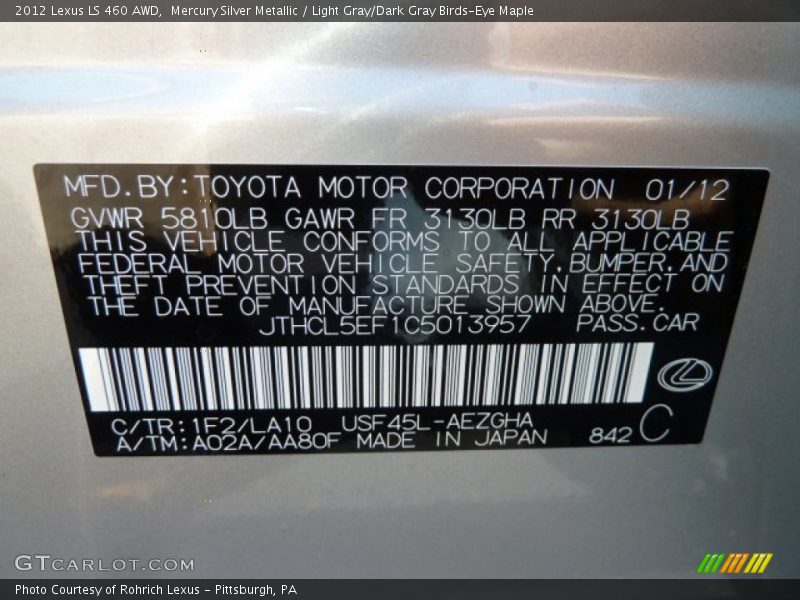 2012 Lexus LS 460 AWD, Mercury Silver Metallic / Light Gray/Dark Gray Birds-Eye Maple
MFD.BY:TOYOTA MOTOR CORPORATION 01/12
GVWR 5810LB GAWR FR 3130LB RR 3130LB
THIS VEHICLE CONFORMS TO ALL APPLICABLE
FEDERAL MOTOR VEHICLE SAFETY,BUMPER,AND
THEFT PREVENTION STANDARDS IN EFFECT ON
THE DATE OF MANUFACTURE SHOWN ABOVE.
JTHCL5EF1C5013957 PASS.CAR
C/TR:1F2/LA10 USF45L-AEZGHA
A/TM:A02A/AA80F MADE IN JAPAN 842 C
GTCARLOT.COM
Photo Courtesy of Rohrich Lexus - Pittsburgh, PA